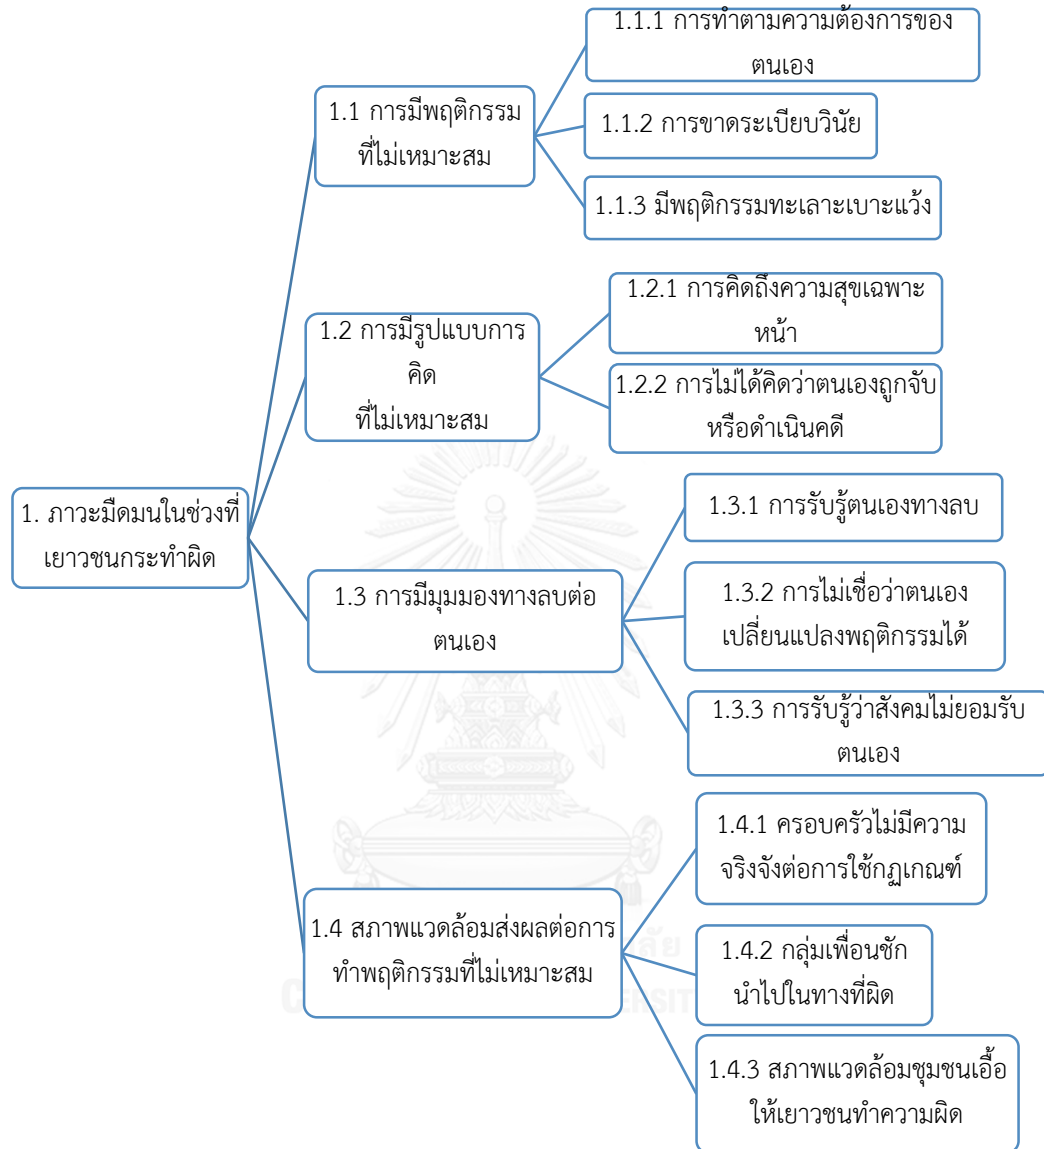 1. ภาวะมืดมนในช่วงที่
เยาวชนกระทำผิด
1.1 การมีพฤติกรรม
ที่ไม่เหมาะสม
1.1.1 การทำตามความต้องการของ
ตนเอง
1.1.2 การขาดระเบียบวินัย
1.1.3 มีพฤติกรรมทะเลาะเบาะแว้ง
1.2 การมีรูปแบบการ
คิด
ที่ไม่เหมาะสม
1.2.1 การคิดถึงความสุขเฉพาะ
หน้า
1.2.2 การไม่ได้คิดว่าตนเองถูกจับ
หรือดำเนินคดี
1.3 การมีมุมมองทางลบต่อ
ตนเอง
1.3.1 การรับรู้ตนเองทางลบ
1.3.2 การไม่เชื่อว่าตนเอง
เปลี่ยนแปลงพฤติกรรมได้
1.3.3 การรับรู้ว่าสังคมไม่ยอมรับ
ตนเอง
1.4 สภาพแวดล้อมส่งผลต่อการ
ทำพฤติกรรมที่ไม่เหมาะสม
1.4.1 ครอบครัวไม่มีความ
จริงจังต่อการใช้กฏเกณฑ์
1.4.2 กลุ่มเพื่อนชัก
นำไปในทางที่ผิด
1.4.3 สภาพแวดล้อมชุมชนเอื้อ
ให้เยาวชนทำความผิด